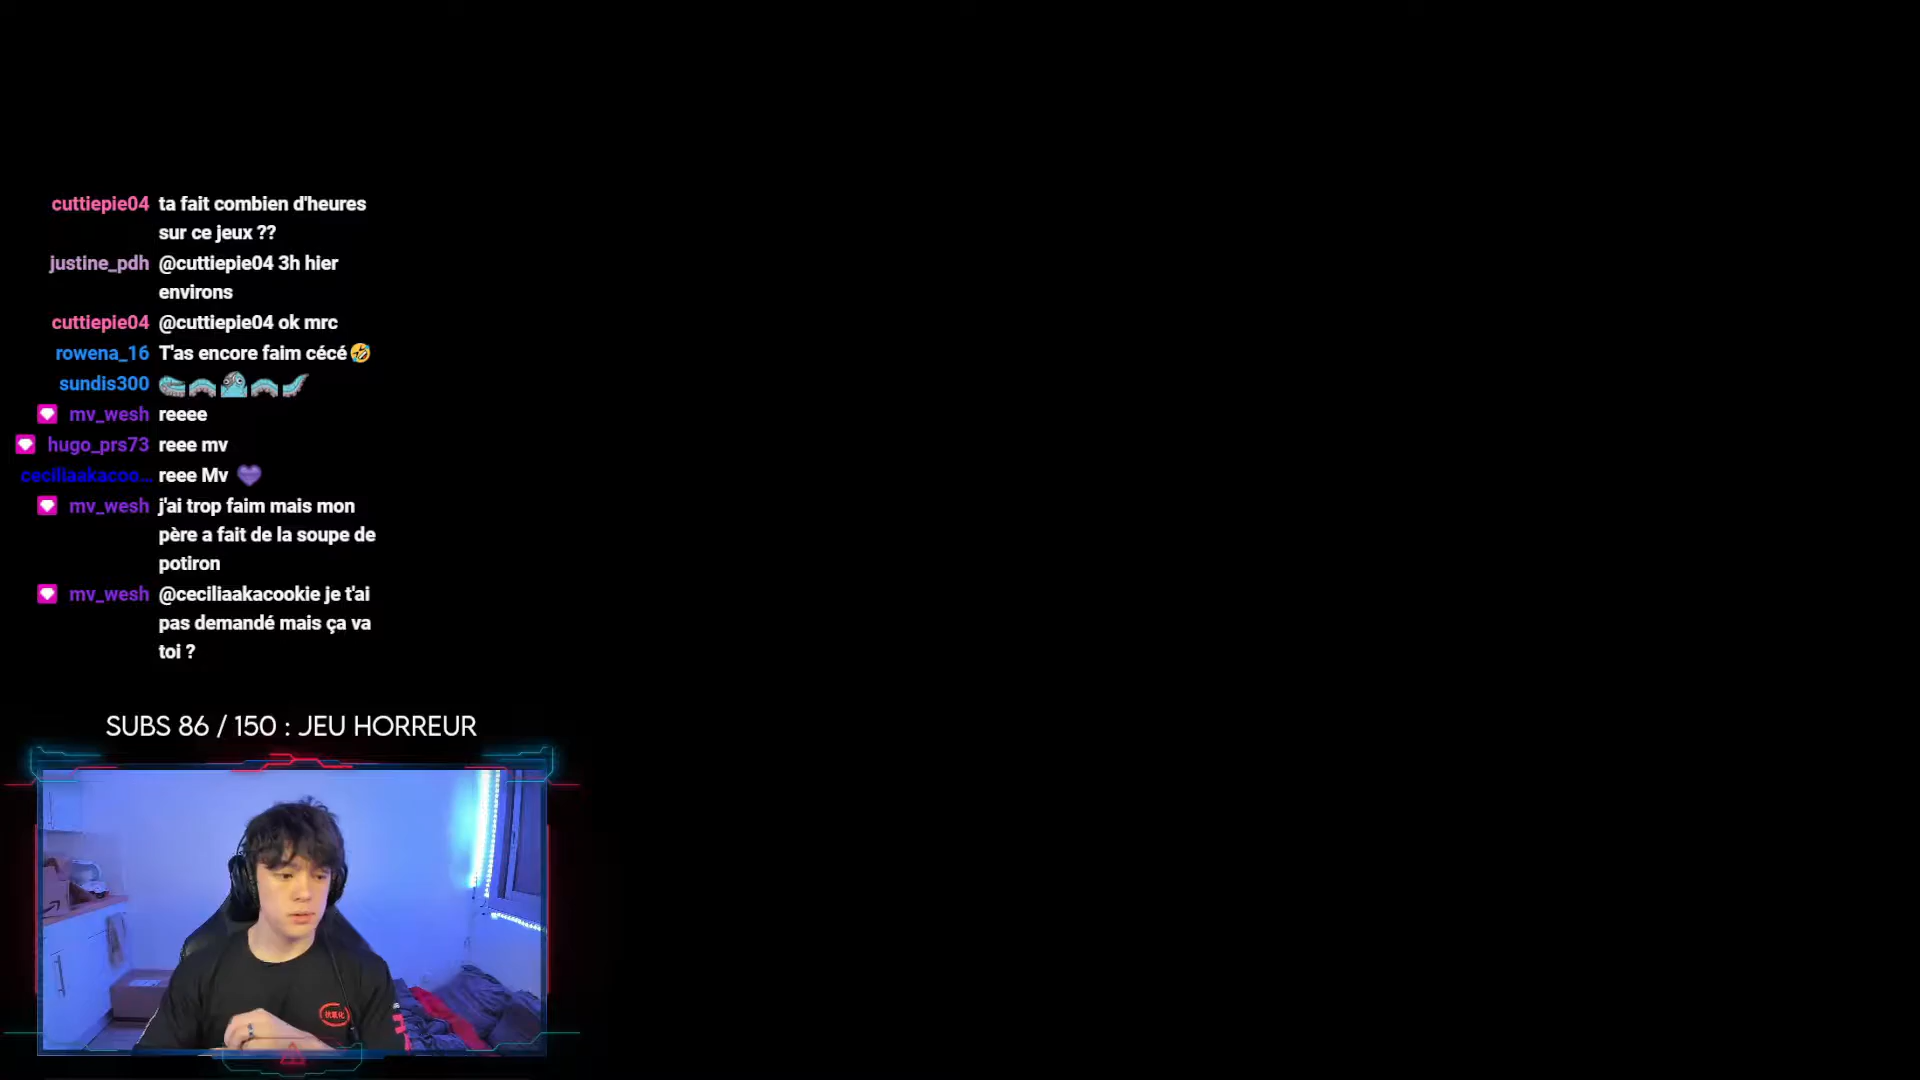 cuttiepie04 ta fait combien d'heures
sur ce jeux ??
justine_pdh @cuttiepie04 3h hier
environs
cuttiepie04 @cuttiepie04 ok mrc
rowena_16 T'as encore faim cécé🤣
sundis300
mv_wesh reeee
hugo_prs73 reee mv
ceciliaakacoo... reee Mv 💜
mv_wesh j'ai trop faim mais mon
père a fait de la soupe de
potiron
mv_wesh @ceciliaakacookie je t'ai
pas demandé mais ça va
toi ?
SUBS 86 / 150 : JEU HORREUR